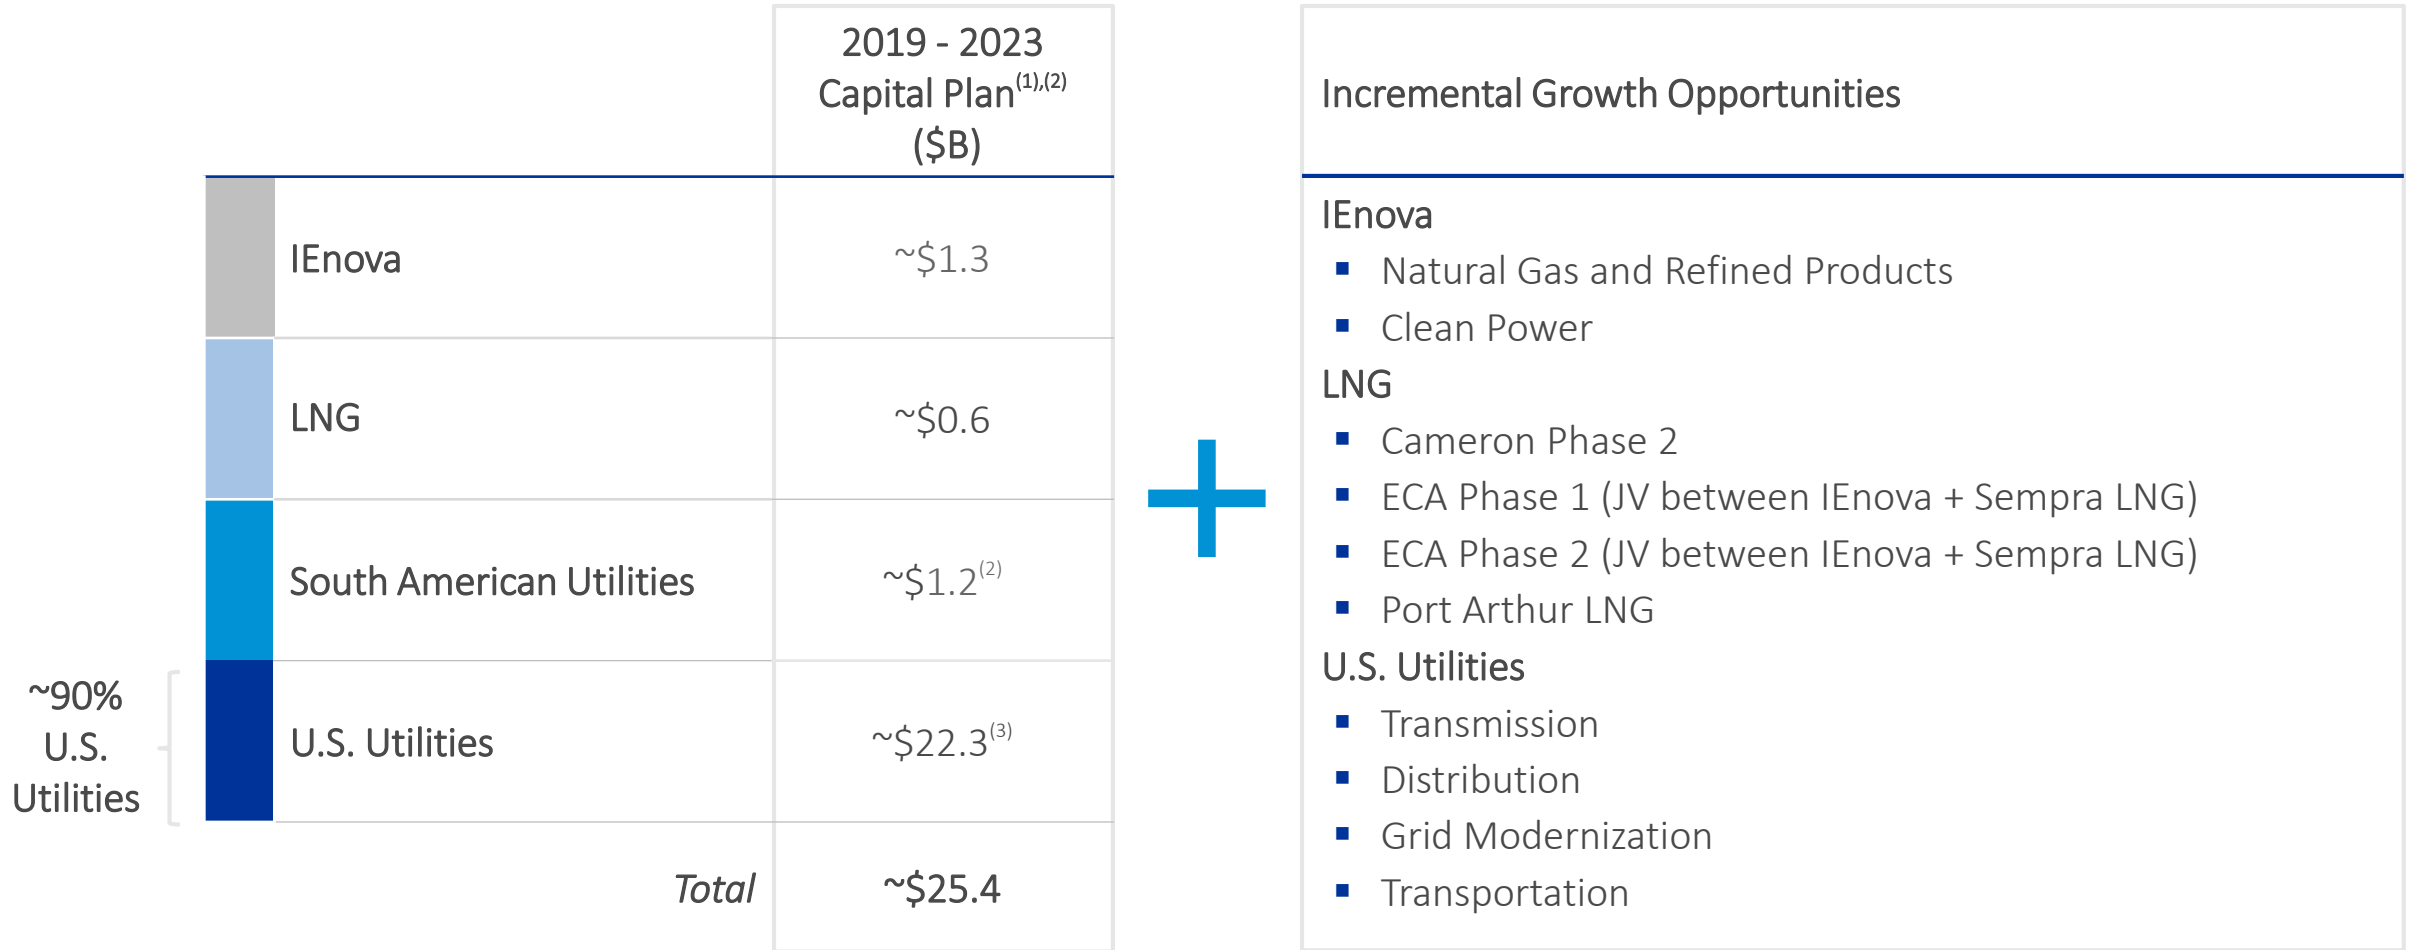 2019 - 2023
Capital Plan(1),(2)
($B)
IEnova
~$1.3
LNG
~$0.6
South American Utilities
~$1.2(2)
~90%
U.S.
Utilities
U.S. Utilities
~$22.3(3)
Total
~$25.4
Incremental Growth Opportunities
IEnova
▪ Natural Gas and Refined Products
▪ Clean Power
LNG
▪ Cameron Phase 2
▪ ECA Phase 1 (JV between IEnova + Sempra LNG)
▪ ECA Phase 2 (JV between IEnova + Sempra LNG)
▪ Port Arthur LNG
U.S. Utilities
▪ Transmission
▪ Distribution
▪ Grid Modernization
▪ Transportation